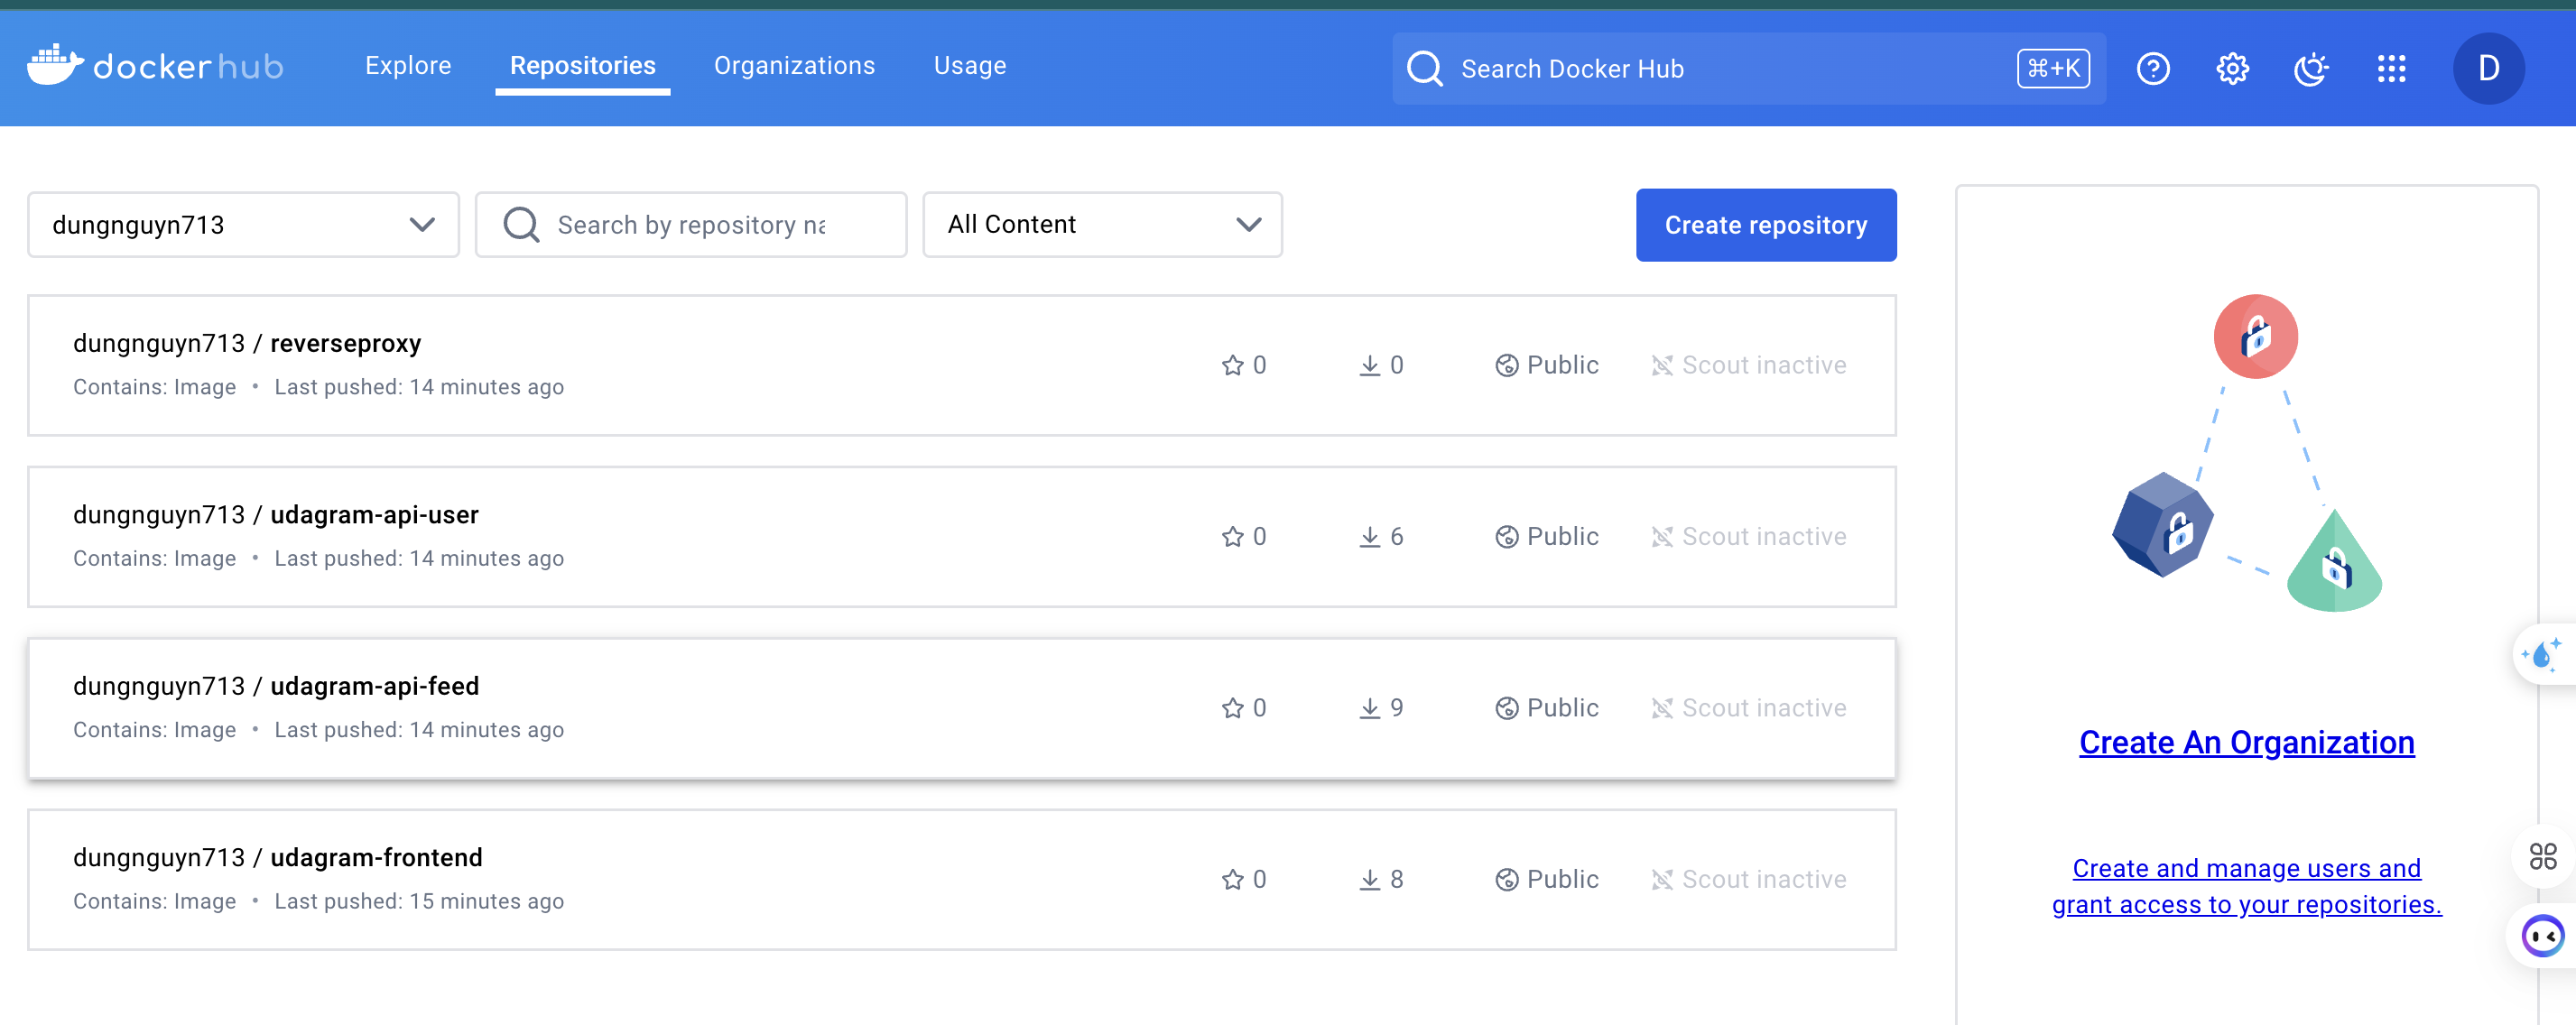 dockerhub
Explore
Repositories
Organizations
Usage
Search Docker Hub
⌘+K
D
dungnguyn713
Search by repository na
All Content
Create repository
dungnguyn713 / reverseproxy
Contains: Image • Last pushed: 14 minutes ago
0
0
Public
Scout inactive
dungnguyn713 / udagram-api-user
Contains: Image • Last pushed: 14 minutes ago
0
6
Public
Scout inactive
dungnguyn713 / udagram-api-feed
Contains: Image • Last pushed: 14 minutes ago
0
9
Public
Scout inactive
dungnguyn713 / udagram-frontend
Contains: Image • Last pushed: 15 minutes ago
0
8
Public
Scout inactive
Create An Organization
Create and manage users and
grant access to your repositories.